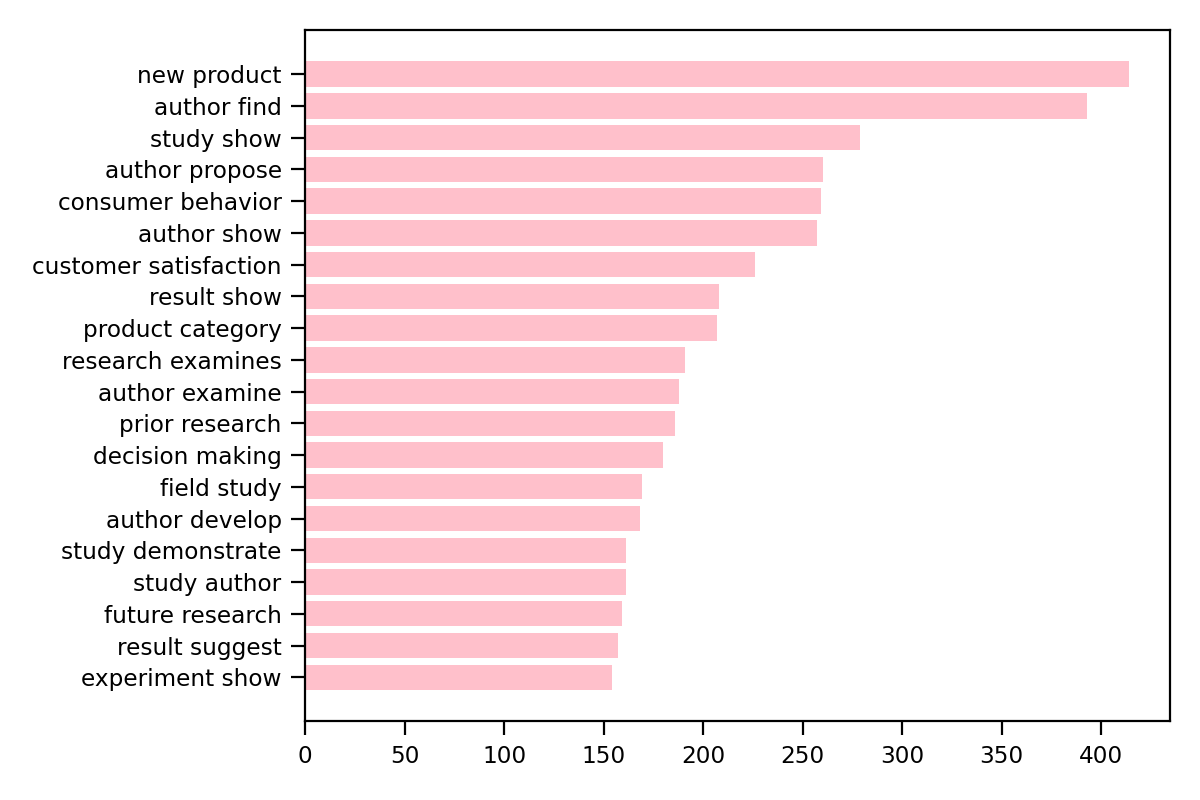 new product
author find
study show
author propose
consumer behavior
author show
customer satisfaction
result show
product category
research examines
author examine
prior research
decision making
field study
author develop
study demonstrate
study author
future research
result suggest
experiment show
0 50 100 150 200 250 300 350 400